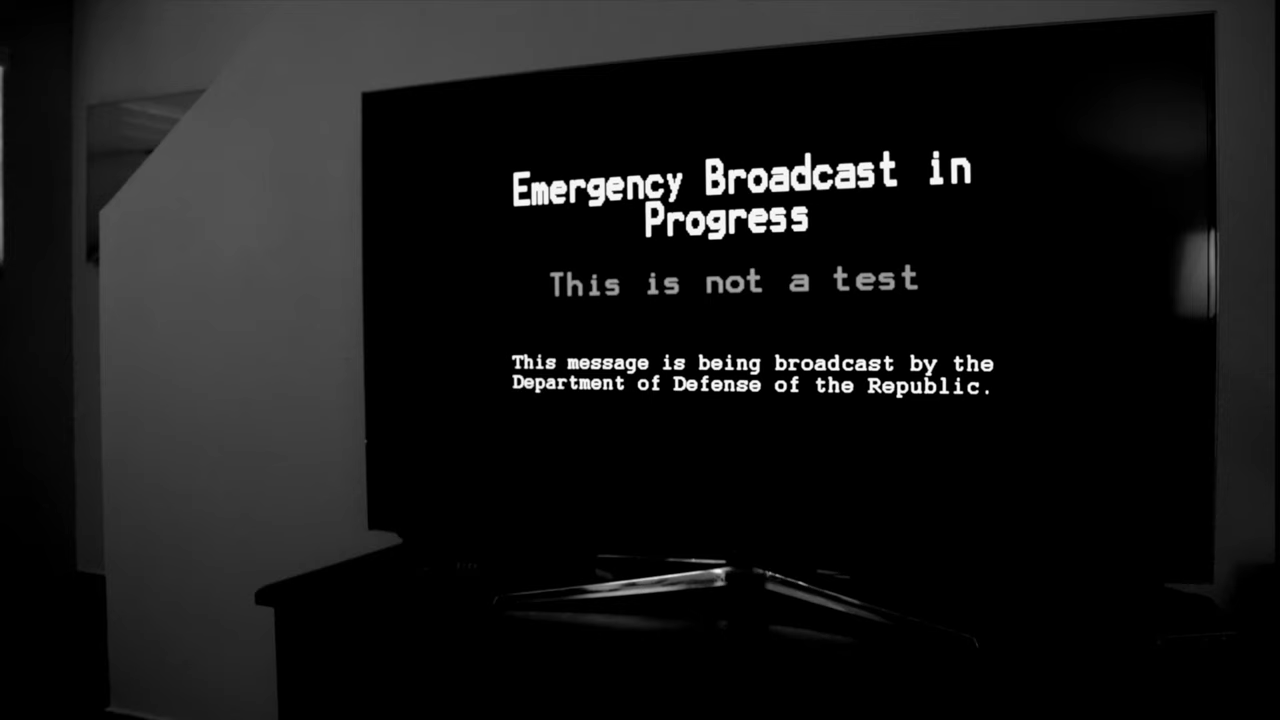 Emergency Broadcast in
Progress
This is not a test
This message is being broadcast by the
Department of Defense of the Republic.